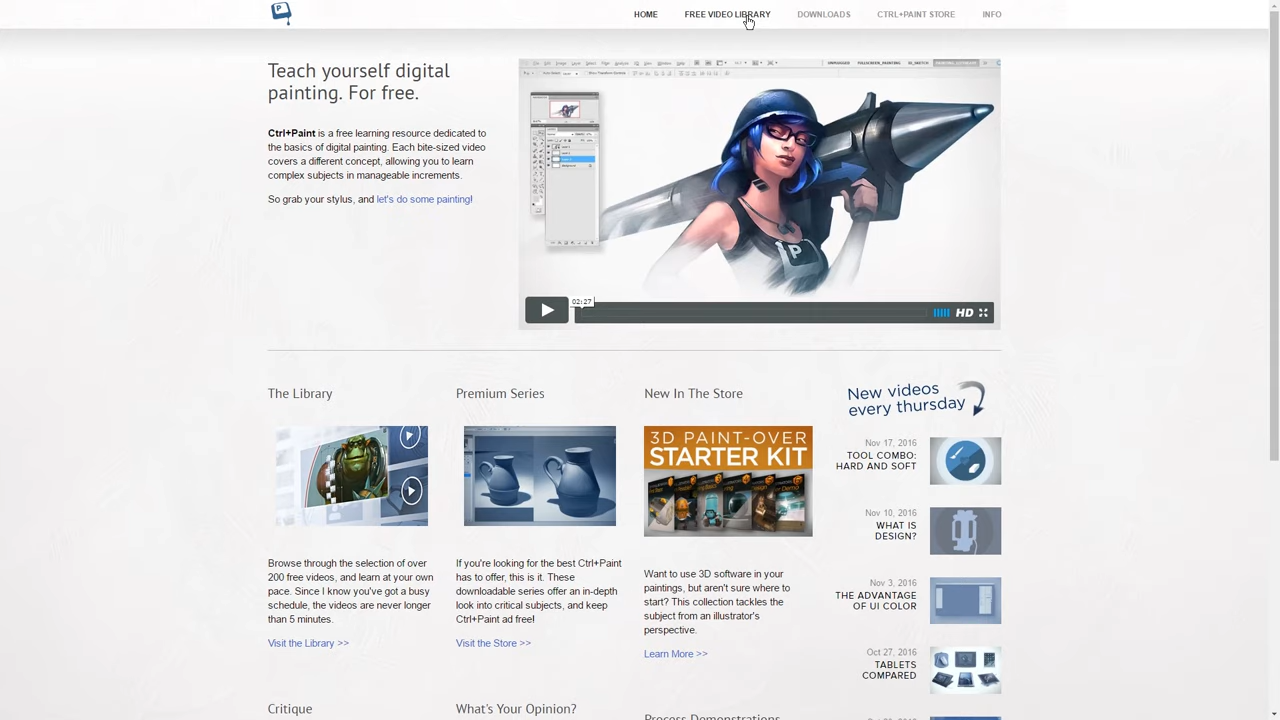 HOME FREE VIDEO LIBRARY DOWNLOADS CTRL+PAINT STORE INFO
Teach yourself digital
painting. For free.
Ctrl+Paint is a free learning resource dedicated to
the hobby of digital painting. Each bite-sized video
covers a different concept, allowing you to learn
complex subjects in manageable increments.
So grab your stylus, and let's do some painting!
P
02:27
HD
The Library
Browse through the selection of over
200 free videos, and learn at your own
pace. Since I know you've got a busy
schedule, the videos are never longer
than 5 minutes.
Visit the Library >>
Premium Series
If you're looking for the best Ctrl+Paint
has to offer, this is it. These
downloadable series offer an in-depth
look into critical subjects, and keep
Ctrl+Paint ad free!
Visit the Store >>
New In The Store
3D PAINT-OVER
STARTER KIT
Want to use 3D software in your
paintings, but aren't sure where to
start? This collection tackles the
subject from an illustrator's
perspective.
Learn More >>
New videos
every thursday
Nov 17, 2016
TOOL COMBO:
HARD AND SOFT
Nov 10, 2016
WHAT IS
DESIGN?
Nov 3, 2016
THE ADVANTAGE
OF UI COLOR
Oct 27, 2016
TABLETS
COMPARED
Critique
What's Your Opinion?
Process Demonstrations